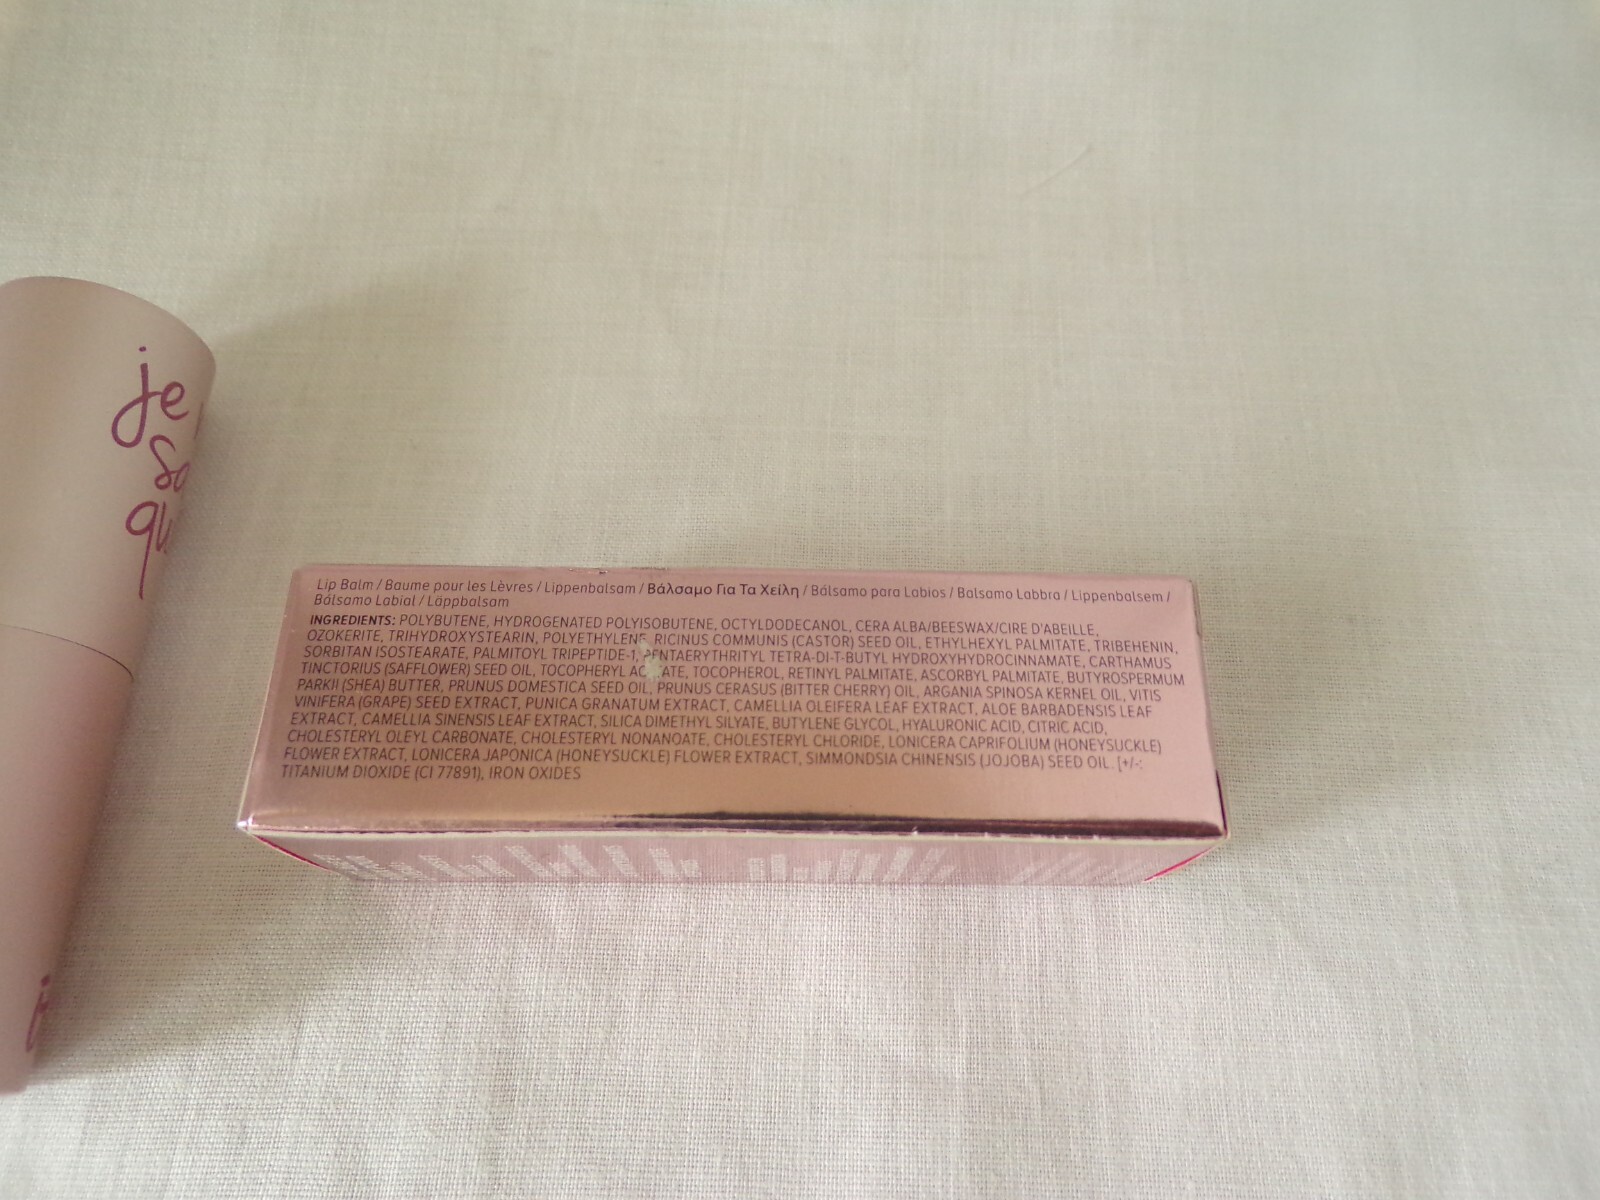 je
so
qu
Lip Balm / Baume pour les Lèvres / Lippenbalsam / Βάλσαμο Για Τα Χείλη / Bálsamo para Labios / Balsamo Labbra / Lippenbalsem /
Bálsamo Labial / Läppbalsam
INGREDIENTS: POLYBUTENE, HYDROGENATED POLYISOBUTENE, OCTYLDODECANOL, CERA ALBA/BEESWAX/CIRE D'ABEILLE,
OZOKERITE, TRIHYDROXYSTEARIN, POLYETHYLENE, RICINUS COMMUNIS (CASTOR) SEED OIL, ETHYLHEXYL PALMITATE, TRIBEHENIN,
SORBITAN ISOSTEARATE, PALMITOYL TRIPEPTIDE-1, PENTAERYTHRITYL TETRA-DI-T-BUTYL HYDROXYHYDROCINNAMATE, CARTHAMUS
TINCTORIUS (SAFFLOWER) SEED OIL, TOCOPHERYL ACETATE, TOCOPHEROL, RETINYL PALMITATE, ASCORBYL PALMITATE, BUTYROSPERMUM
PARKII (SHEA) BUTTER, PRUNUS DOMESTICA SEED OIL, PRUNUS CERASUS (BITTER CHERRY) OIL, ARGANIA SPINOSA KERNEL OIL, VITIS
VINIFERA (GRAPE) SEED EXTRACT, PUNICA GRANATUM EXTRACT, CAMELLIA OLEIFERA LEAF EXTRACT, ALOE BARBADENSIS LEAF
EXTRACT, CAMELLIA SINENSIS LEAF EXTRACT, SILICA DIMETHYL SILYATE, BUTYLENE GLYCOL, HYALURONIC ACID, CITRIC ACID,
CHOLESTERYL OLEYL CARBONATE, CHOLESTERYL NONANOATE, CHOLESTERYL CHLORIDE, LONICERA CAPRIFOLIUM (HONEYSUCKLE)
FLOWER EXTRACT, LONICERA JAPONICA (HONEYSUCKLE) FLOWER EXTRACT, SIMMONDSIA CHINENSIS (JOJOBA) SEED OIL. [+/-:
TITANIUM DIOXIDE (CI 77891), IRON OXIDES